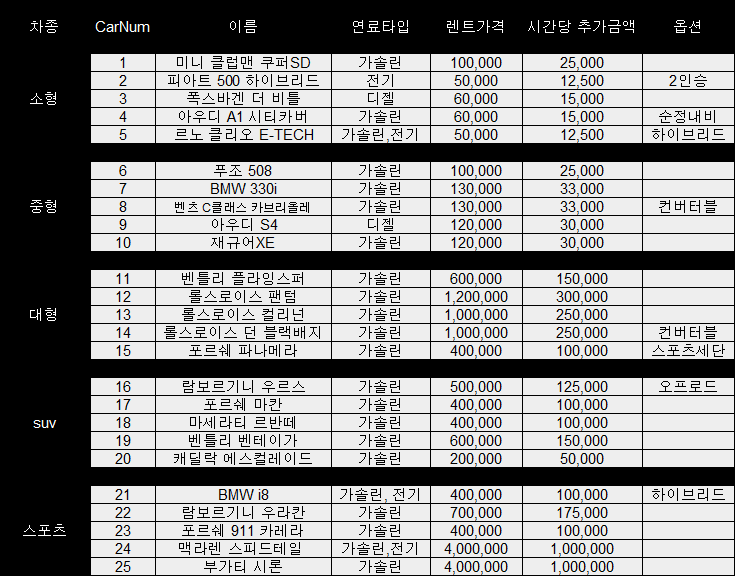 차종 CarNum 이름 연료타입 렌트가격 시간당 추가금액 옵션
1 미니 클럽맨 쿠퍼SD 가솔린 100,000 25,000
2 피아트 500 하이브리드 전기 50,000 12,500 2인승
소형 3 폭스바겐 더 비틀 디젤 60,000 15,000
4 아우디 A1 시티카버 가솔린 60,000 15,000 순정내비
5 르노 클리오 E-TECH 가솔린,전기 50,000 12,500 하이브리드
6 푸조 508 가솔린 100,000 25,000
7 BMW 330i 가솔린 130,000 33,000
중형 8 벤츠 C클래스 카브리올레 가솔린 130,000 33,000 컨버터블
9 아우디 S4 디젤 120,000 30,000
10 재규어XE 가솔린 120,000 30,000
11 벤틀리 플라잉스퍼 가솔린 600,000 150,000
12 롤스로이스 팬텀 가솔린 1,200,000 300,000
대형 13 롤스로이스 컬리넌 가솔린 1,000,000 250,000
14 롤스로이스 던 블랙배지 가솔린 1,000,000 250,000 컨버터블
15 포르쉐 파나메라 가솔린 400,000 100,000 스포츠세단
16 람보르기니 우르스 가솔린 500,000 125,000 오프로드
17 포르쉐 마칸 가솔린 400,000 100,000
suv 18 마세라티 르반떼 가솔린 400,000 100,000
19 벤틀리 벤테이가 가솔린 600,000 150,000
20 캐딜락 에스컬레이드 가솔린 200,000 50,000
21 BMW i8 가솔린, 전기 400,000 100,000 하이브리드
22 람보르기니 우라칸 가솔린 700,000 175,000
스포츠 23 포르쉐 911 카레라 가솔린 400,000 100,000
24 맥라렌 스피드테일 가솔린,전기 4,000,000 1,000,000
25 부가티 시론 가솔린 4,000,000 1,000,000